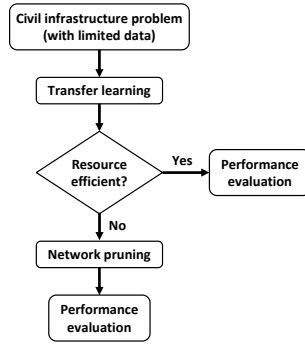 Civil infrastructure problem
(with limited data)
Transfer learning
Resource
efficient?
Yes
Performance
evaluation
No
Network pruning
Performance
evaluation